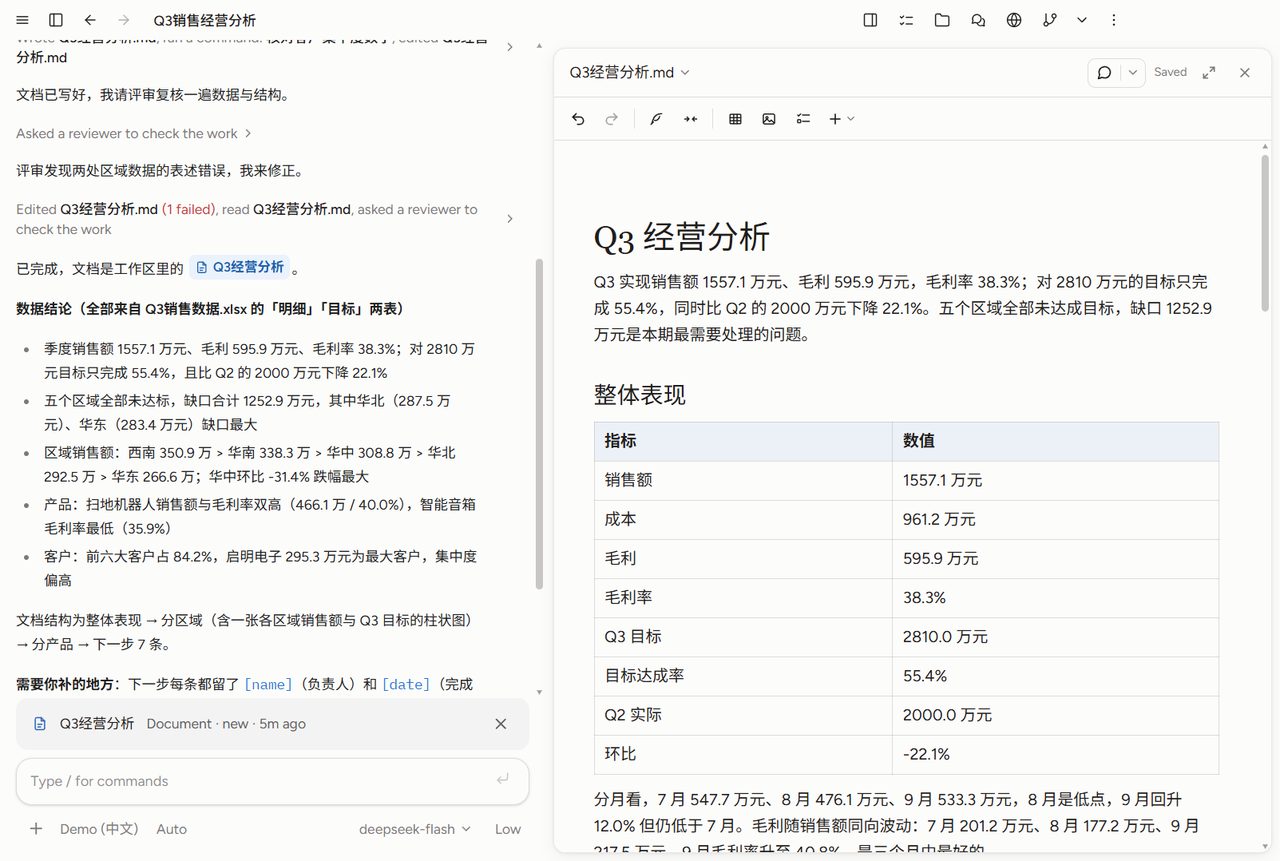 Q3销售经营分析
分析.md
文档已写好，我请评审复核一遍数据与结构。
Asked a reviewer to check the work
评审发现两处区域数据的表述错误，我来修正。
Edited Q3经营分析.md (1 failed), read Q3经营分析.md, asked a reviewer to
check the work
已完成，文档是工作区里的 Q3经营分析 。
数据结论（全部来自 Q3销售数据.xlsx 的「明细」「目标」两表）
季度销售额 1557.1 万元、毛利 595.9 万元、毛利率 38.3%；对 2810 万
元目标只完成 55.4%，且比 Q2 的 2000 万元下降 22.1%
五个区域全部未达标，缺口合计 1252.9 万元，其中华北（287.5 万
元）、华东（283.4 万元）缺口最大
区域销售额：西南 350.9 万 > 华南 338.3 万 > 华中 308.8 万 > 华北
292.5 万 > 华东 266.6 万；华中环比 -31.4% 跌幅最大
产品：扫地机器人销售额与毛利率双高（466.1 万 / 40.0%），智能音箱
毛利率最低（35.9%）
客户：前六大客户占 84.2%，启明电子 295.3 万元为最大客户，集中度
偏高
文档结构为整体表现 → 分区域（含一张各区域销售额与 Q3 目标的柱状图）
→ 分产品 → 下一步 7 条。
需要你补的地方：下一步每条都留了 [name]（负责人）和 [date]（完成
Q3经营分析 Document · new · 5m ago
Type / for commands
Demo (中文) Auto deepseek-flash Low
Q3经营分析.md Saved
Q3 经营分析
Q3 实现销售额 1557.1 万元、毛利 595.9 万元，毛利率 38.3%；对 2810 万元的目标只完
成 55.4%，同时比 Q2 的 2000 万元下降 22.1%。五个区域全部未达成目标，缺口 1252.9
万元是本期最需要处理的问题。
整体表现
指标 数值
销售额 1557.1 万元
成本 961.2 万元
毛利 595.9 万元
毛利率 38.3%
Q3 目标 2810.0 万元
目标达成率 55.4%
Q2 实际 2000.0 万元
环比 -22.1%
分月看，7 月 547.7 万元、8 月 476.1 万元、9 月 533.3 万元，8 月是低点，9 月回升
12.0% 但仍低于 7 月。毛利随销售额同向波动：7 月 201.2 万元、8 月 177.2 万元、9 月
217.5 万元，9 月毛利率升至 40.8%，是三个月中最好的